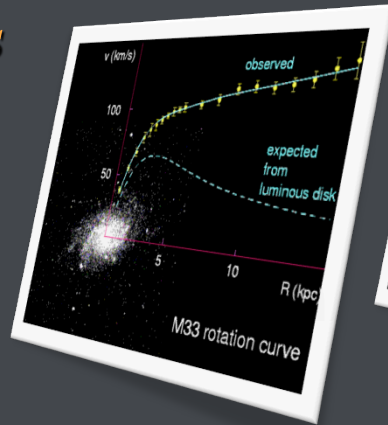 v (km/s)
observed
100
expected
from
luminous disk
50
5
10
R (kpc)
M33 rotation curve